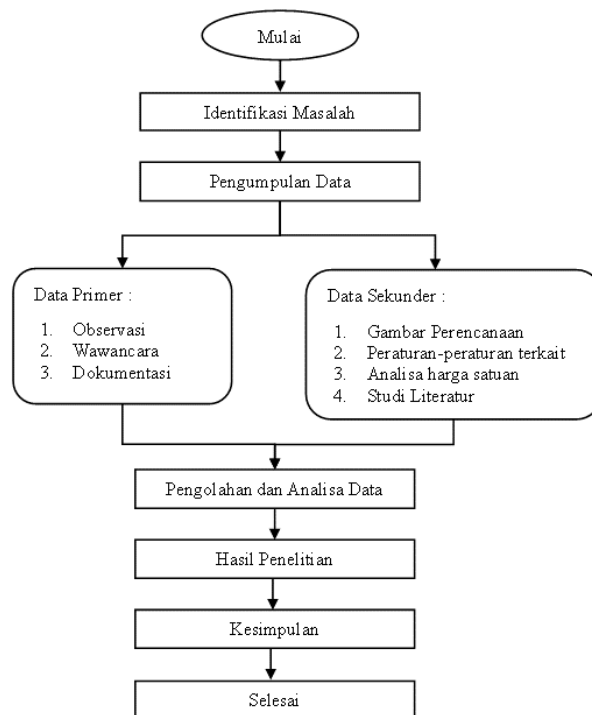 Mulai
Identifikasi Masalah
Pengumpulan Data
Data Primer :
1. Observasi
2. Wawancara
3. Dokumentasi
Data Sekunder :
1. Gambar Perencanaan
2. Peraturan-peraturan terkait
3. Analisa harga satuan
4. Studi Literatur
Pengolahan dan Analisa Data
Hasil Penelitian
Kesimpulan
Selesai